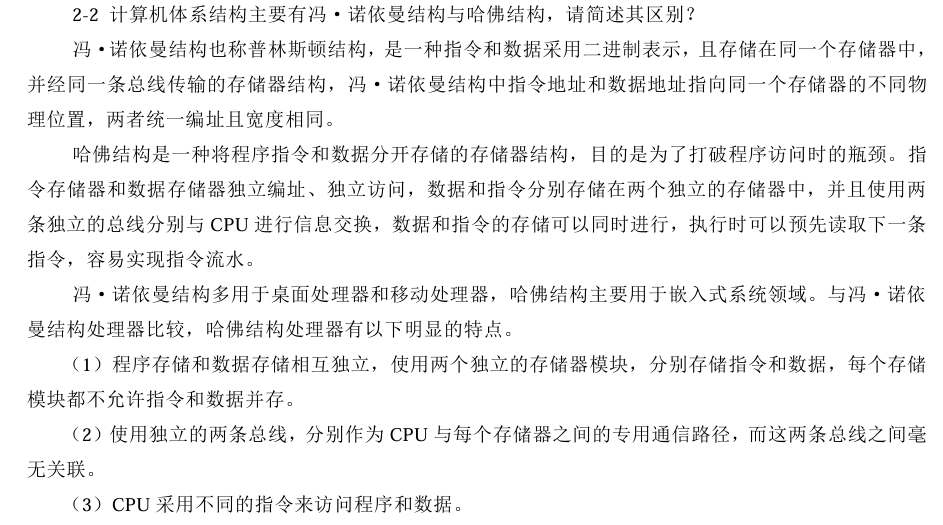 2-2 计算机体系结构主要有冯·诺依曼结构与哈佛结构，请简述其区别？
冯·诺依曼结构也称普林斯顿结构，是一种指令和数据采用二进制表示，且存储在同一个存储器中，
并经同一条总线传输的存储器结构，冯·诺依曼结构中指令地址和数据地址指向同一个存储器的不同物
理位置，两者统一编址且宽度相同。
哈佛结构是一种将程序指令和数据分开存储的存储器结构，目的是为了打破程序访问时的瓶颈。指
令存储器和数据存储器独立编址、独立访问，数据和指令分别存储在两个独立的存储器中，并且使用两
条独立的总线分别与 CPU 进行信息交换，数据和指令的存储可以同时进行，执行时可以预先读取下一条
指令，容易实现指令流水。
冯·诺依曼结构多用于桌面处理器和移动处理器，哈佛结构主要用于嵌入式系统领域。与冯·诺依
曼结构处理器比较，哈佛结构处理器有以下明显的特点。
（1）程序存储和数据存储相互独立，使用两个独立的存储器模块，分别存储指令和数据，每个存储
模块都不允许指令和数据并存。
（2）使用独立的两条总线，分别作为 CPU 与每个存储器之间的专用通信路径，而这两条总线之间毫
无关联。
（3）CPU 采用不同的指令来访问程序和数据。